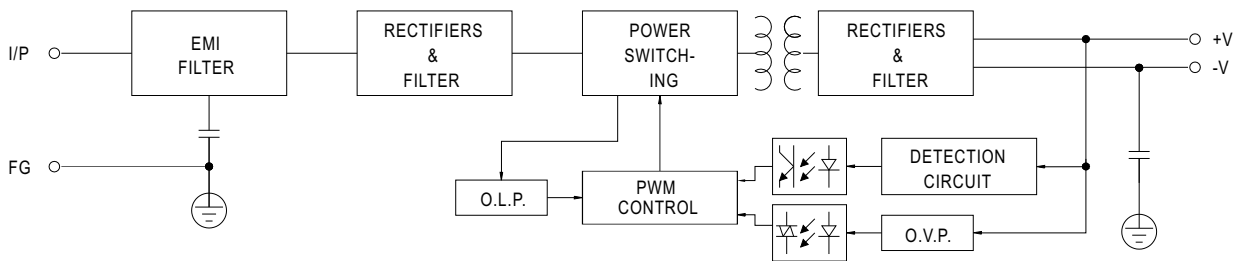 I/P
EMI
FILTER
RECTIFIERS
&
FILTER
POWER
SWITCH-
ING
RECTIFIERS
&
FILTER
+V
-V
FG
O.L.P.
PWM
CONTROL
DETECTION
CIRCUIT
O.V.P.